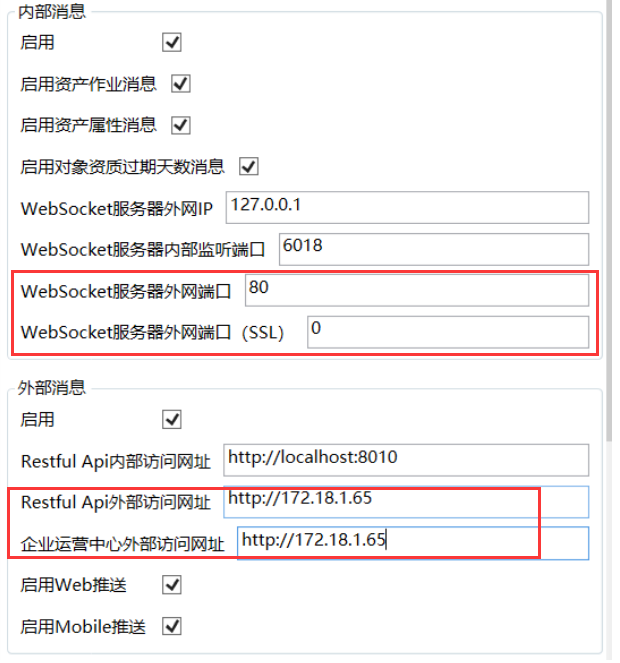 内部消息
启用
启用资产作业消息
启用资产属性消息
启用对象资质过期天数消息
WebSocket服务器外网IP 127.0.0.1
WebSocket服务器内部监听端口 6018
WebSocket服务器外网端口 80
WebSocket服务器外网端口（SSL） 0
外部消息
启用
Restful Api内部访问网址 http://localhost:8010
Restful Api外部访问网址 http://172.18.1.65
企业运营中心外部访问网址 http://172.18.1.65
启用Web推送
启用Mobile推送